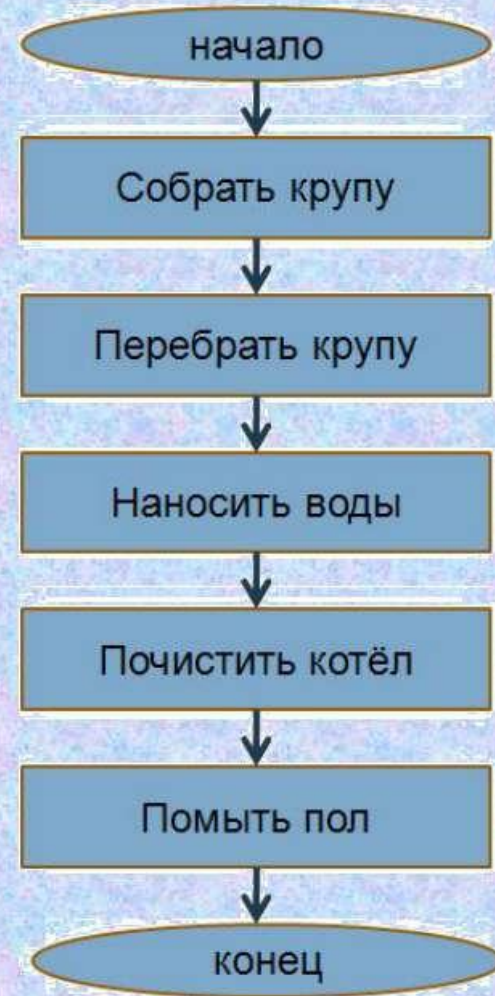 начало
Собрать крупу
Перебрать крупу
Наносить воды
Почистить котёл
Помыть пол
конец